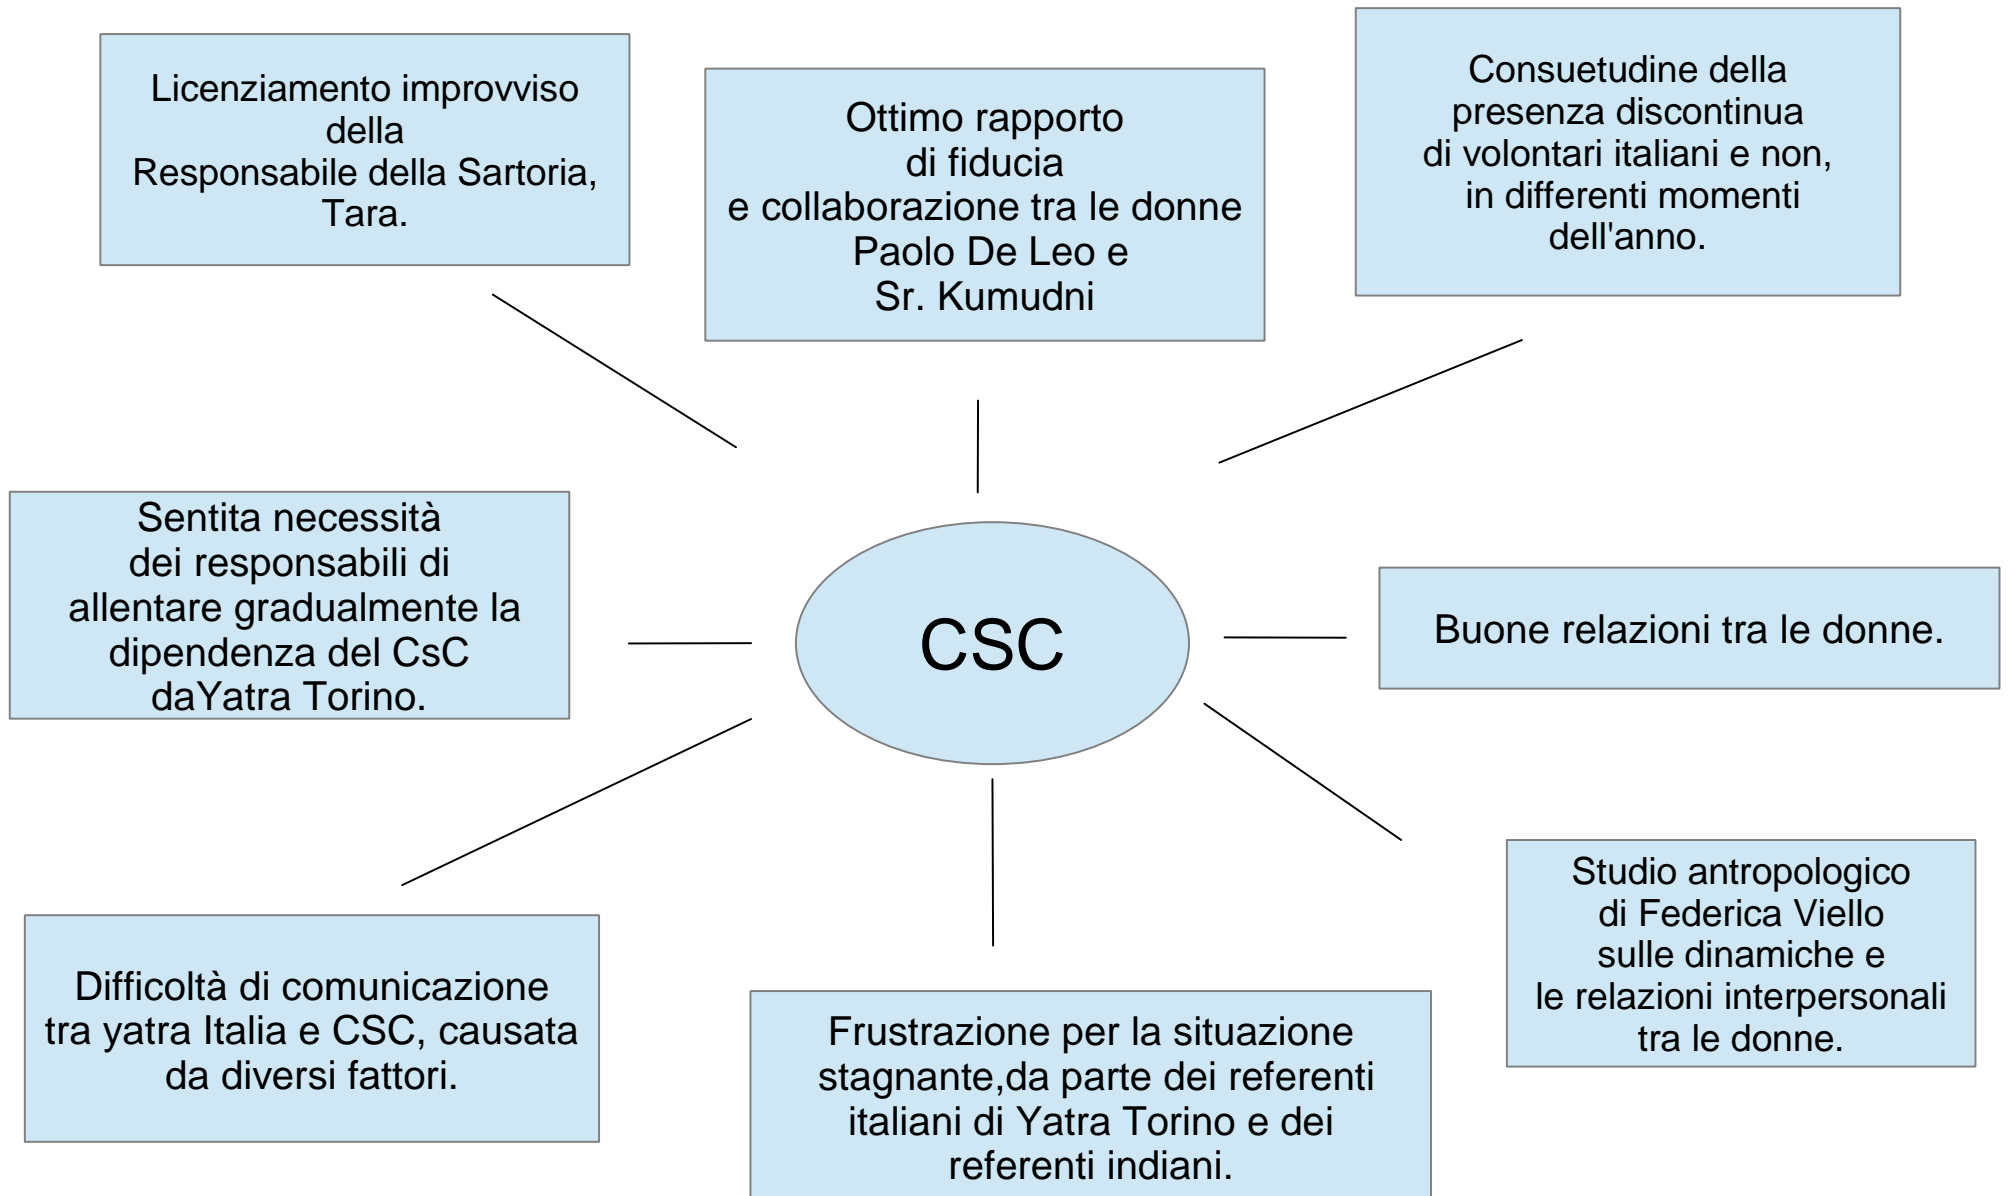 Licenziamento improvviso
della
Responsabile della Sartoria,
Tara.
Ottimo rapporto
di fiducia
e collaborazione tra le donne
Paolo De Leo e
Sr. Kumudni
Consuetudine della
presenza discontinua
di volontari italiani e non,
in differenti momenti
dell'anno.
Sentita necessità
dei responsabili di
allentare gradualmente la
dipendenza del CsC
daYatra Torino.
CSC
Buone relazioni tra le donne.
Difficoltà di comunicazione
tra yatra Italia e CSC, causata
da diversi fattori.
Frustrazione per la situazione
stagnante,da parte dei referenti
italiani di Yatra Torino e dei
referenti indiani.
Studio antropologico
di Federica Viello
sulle dinamiche e
le relazioni interpersonali
tra le donne.